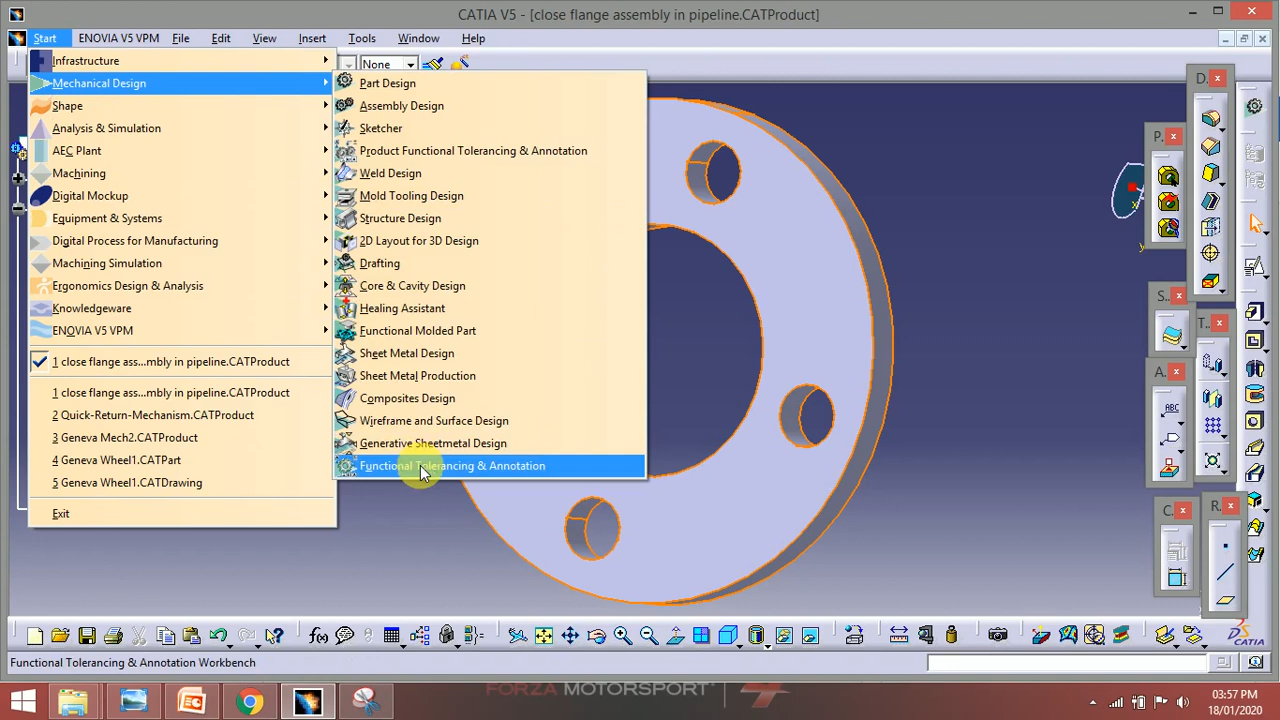 CATIA V5 - [close flange assembly in pipeline.CATProduct]
Start ENOVIA V5 VPM File Edit View Insert Tools Window Help
None
Infrastructure
Mechanical Design
Shape
Analysis & Simulation
AEC Plant
Machining
Digital Mockup
Equipment & Systems
Digital Process for Manufacturing
Machining Simulation
Ergonomics Design & Analysis
Knowledgeware
ENOVIA V5 VPM
1 close flange ass...mbly in pipeline.CATProduct
1 close flange ass...mbly in pipeline.CATProduct
2 Quick-Return-Mechanism.CATProduct
3 Geneva Mech2.CATProduct
4 Geneva Wheel1.CATPart
5 Geneva Wheel1.CATDrawing
Exit
Part Design
Assembly Design
Sketcher
Product Functional Tolerancing & Annotation
Weld Design
Mold Tooling Design
Structure Design
2D Layout for 3D Design
Drafting
Core & Cavity Design
Healing Assistant
Functional Molded Part
Sheet Metal Design
Sheet Metal Production
Composites Design
Wireframe and Surface Design
Generative Sheetmetal Design
Functional Tolerancing & Annotation
D..
P..
S..
T..
A..
ABC
C..
R..
f(x)
DS CATIA
Functional Tolerancing & Annotation Workbench
FORZA MOTORSPORT
03:57 PM
18/01/2020